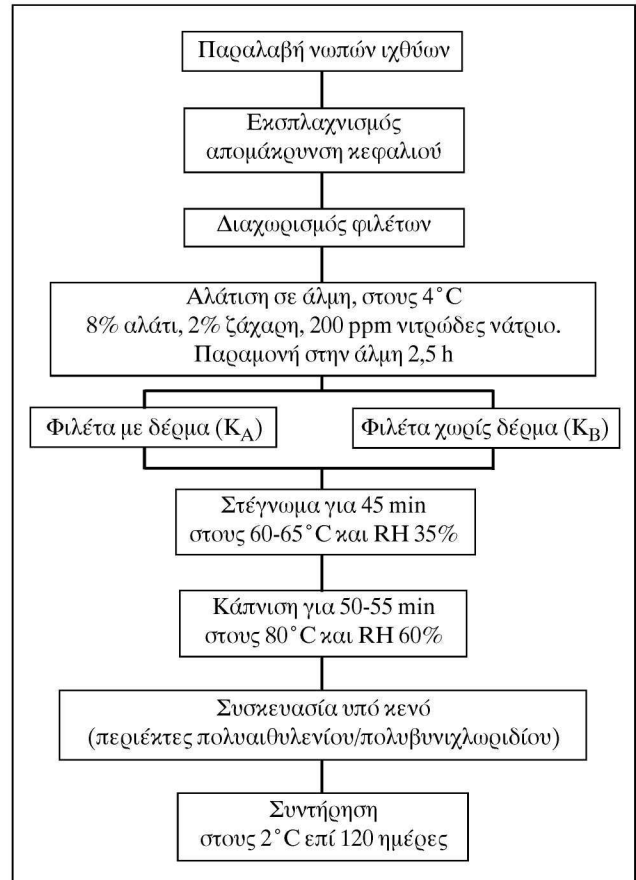 Παραλαβή νωπών ιχθύων
Εκσπλαχνισμός
απομάκρυνση κεφαλιού
Διαχωρισμός φιλέτων
Αλάτιση σε άλμη, στους 4°C
8% αλάτι, 2% ζάχαρη, 200 ppm νιτρώδες νάτριο.
Παραμονή στην άλμη 2,5 h
Φιλέτα με δέρμα (KA)
Φιλέτα χωρίς δέρμα (KB)
Στέγνωμα για 45 min
στους 60-65°C και RH 35%
Κάπνιση για 50-55 min
στους 80°C και RH 60%
Συσκευασία υπό κενό
(περιέκτες πολυαιθυλενίου/πολυβυνιχλωριδίου)
Συντήρηση
στους 2°C επί 120 ημέρες